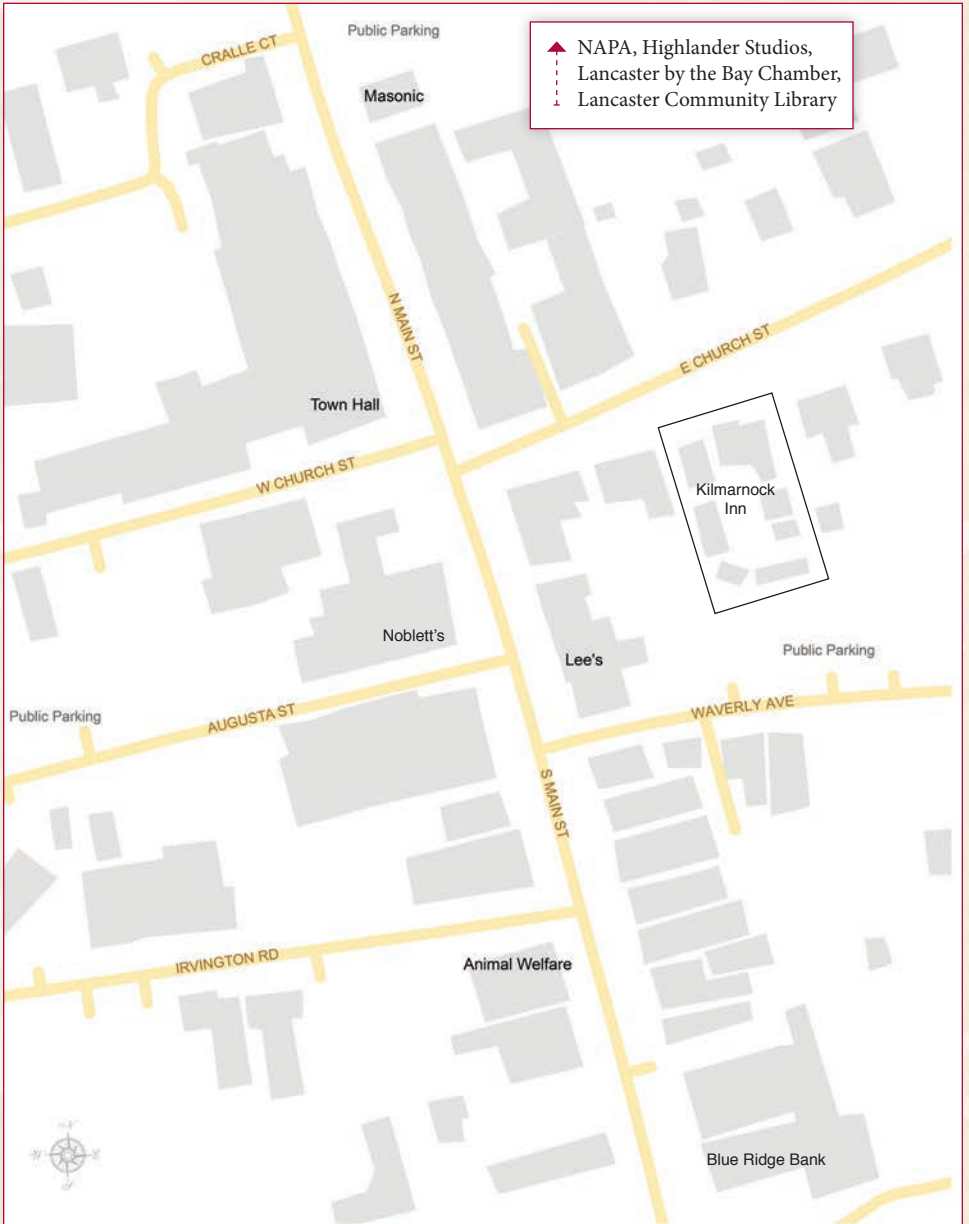 Public Parking
CRALLE CT
NAPA, Highlander Studios,
Lancaster by the Bay Chamber,
Lancaster Community Library
Masonic
N MAIN ST
E CHURCH ST
Town Hall
W CHURCH ST
Kilmarnock
Inn
Noblett's
Lee's
Public Parking
Public Parking
AUGUSTA ST
WAVERLY AVE
S MAIN ST
IRVINGTON RD
Animal Welfare
Blue Ridge Bank